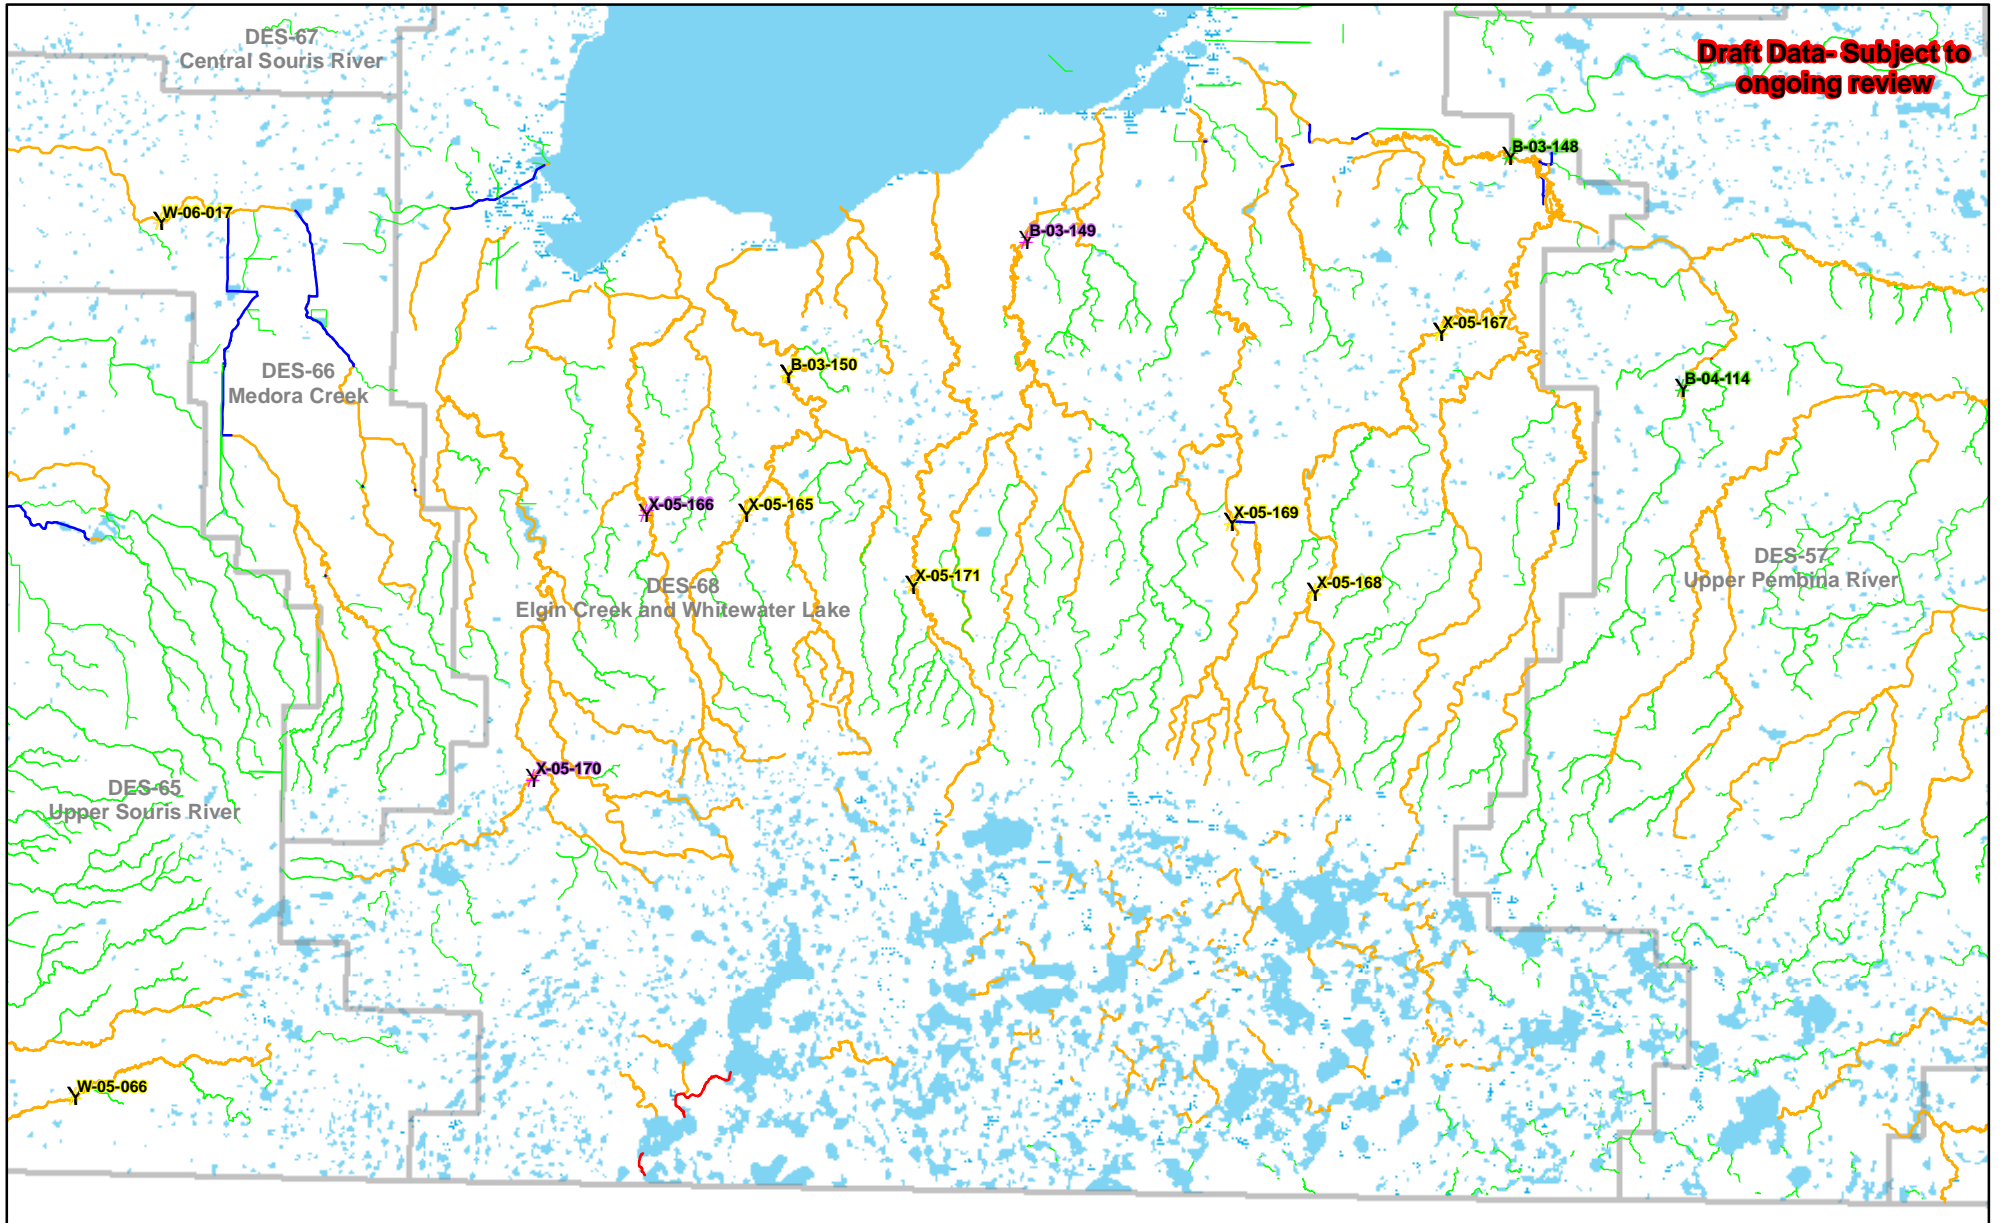 DES-67
Central Souris River
Draft Data- Subject to
ongoing review
B-03-148
W-06-017
B-03-149
X-05-167
DES-66
Medora Creek
B-03-150
B-04-114
X-05-166
X-05-165
X-05-169
DES-57
Upper Pembina River
DES-68
Elgin Creek and Whitewater Lake
X-05-171
X-05-168
X-05-170
DES-65
Upper Souris River
W-05-066